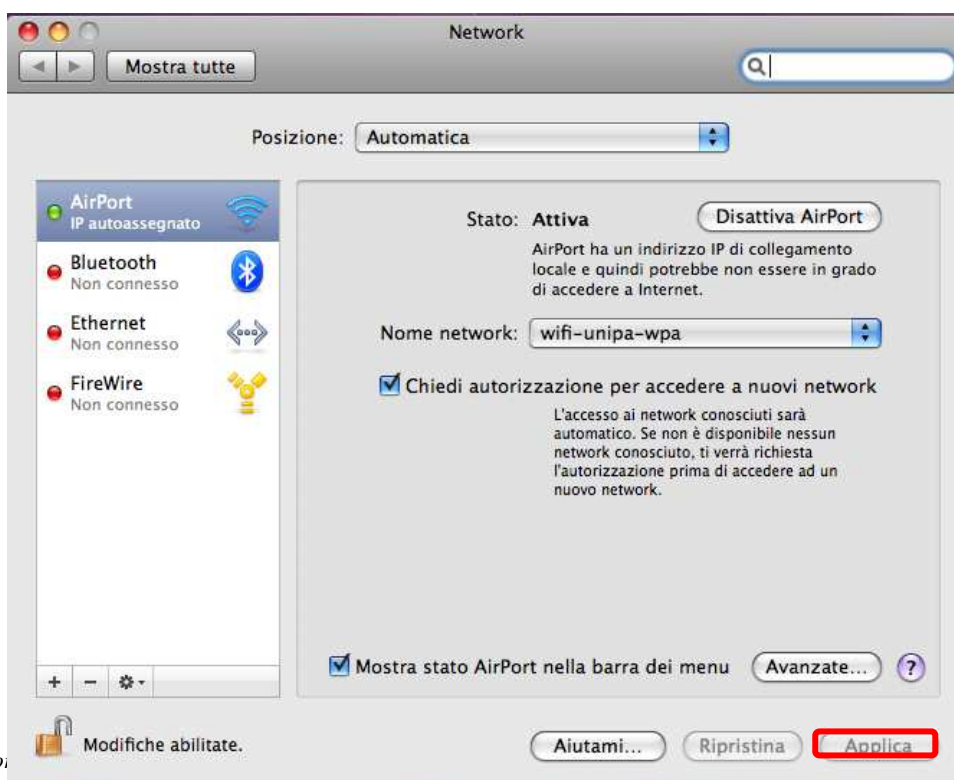 Network
Mostra tutte
Posizione: Automatica
AirPort
IP autoassegnato
Bluetooth
Non connesso
Ethernet
Non connesso
FireWire
Non connesso
Stato: Attiva Disattiva AirPort
AirPort ha un indirizzo IP di collegamento
locale e quindi potrebbe non essere in grado
di accedere a Internet.
Nome network: wifi-unipa-wpa
Chiedi autorizzazione per accedere a nuovi network
L'accesso ai network conosciuti sarà
automatico. Se non è disponibile nessun
network conosciuto, ti verrà richiesta
l'autorizzazione prima di accedere ad un
nuovo network.
Mostra stato AirPort nella barra dei menu Avanzate... ?
+ −
Modifiche abilitate.
Aiutami... Ripristina Applica